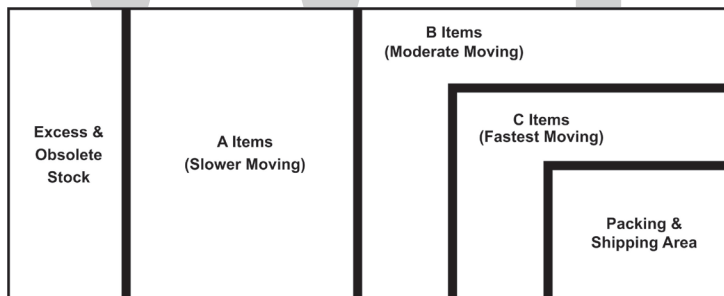 B Items
(Moderate Moving)
C Items
(Fastest Moving)
Excess &
Obsolete
Stock
A Items
(Slower Moving)
Packing &
Shipping Area